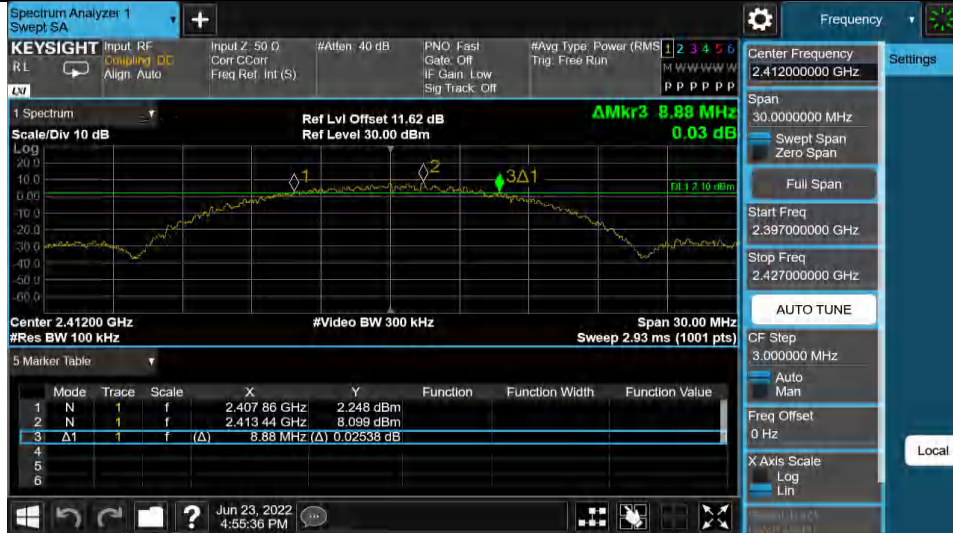 Spectrum Analyzer 1
Swept SA
+
Frequency
KEYSIGHT
RL
LXI
Input: RF
Coupling: DC
Align: Auto
Input Z: 50 Ω
Corr CCorr
Freq Ref: Int (S)
#Atten: 40 dB
PNO: Fast
Gate: Off
IF Gain: Low
Sig Track: Off
#Avg Type: Power (RMS
Trig: Free Run
1 2 3 4 5 6
M W W W W W
P P P P P P
1 Spectrum
Scale/Div 10 dB
Ref Lvl Offset 11.62 dB
Ref Level 30.00 dBm
ΔMkr3 8.88 MHz
0.03 dB
Log
20.0
10.0
0.00
-10.0
-20.0
-30.0
-40.0
-50.0
-60.0
1
2
3Δ1
DL1 2.10 dBm
Center 2.41200 GHz
#Res BW 100 kHz
#Video BW 300 kHz
Span 30.00 MHz
Sweep 2.93 ms (1001 pts)
5 Marker Table
Mode Trace Scale X Y Function Function Width Function Value
1 N 1 f 2.407 86 GHz 2.248 dBm
2 N 1 f 2.413 44 GHz 8.099 dBm
3 Δ1 1 f (Δ) 8.88 MHz (Δ) 0.02538 dB
4
5
6
?
Jun 23, 2022
4:55:36 PM
Center Frequency
2.412000000 GHz
Span
30.0000000 MHz
Swept Span
Zero Span
Full Span
Start Freq
2.397000000 GHz
Stop Freq
2.427000000 GHz
AUTO TUNE
CF Step
3.000000 MHz
Auto
Man
Freq Offset
0 Hz
X Axis Scale
Log
Lin
Settings
Local